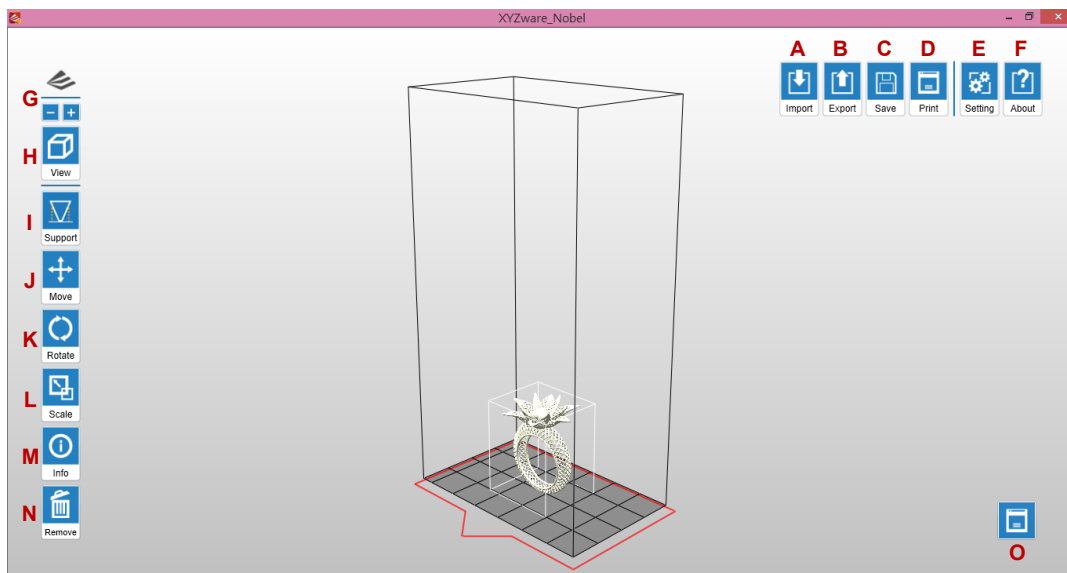 XYZware_Nobel
A B C D E F
Import Export Save Print Setting About
G
H
View
I
Support
J
Move
K
Rotate
L
Scale
M
Info
N
Remove
O